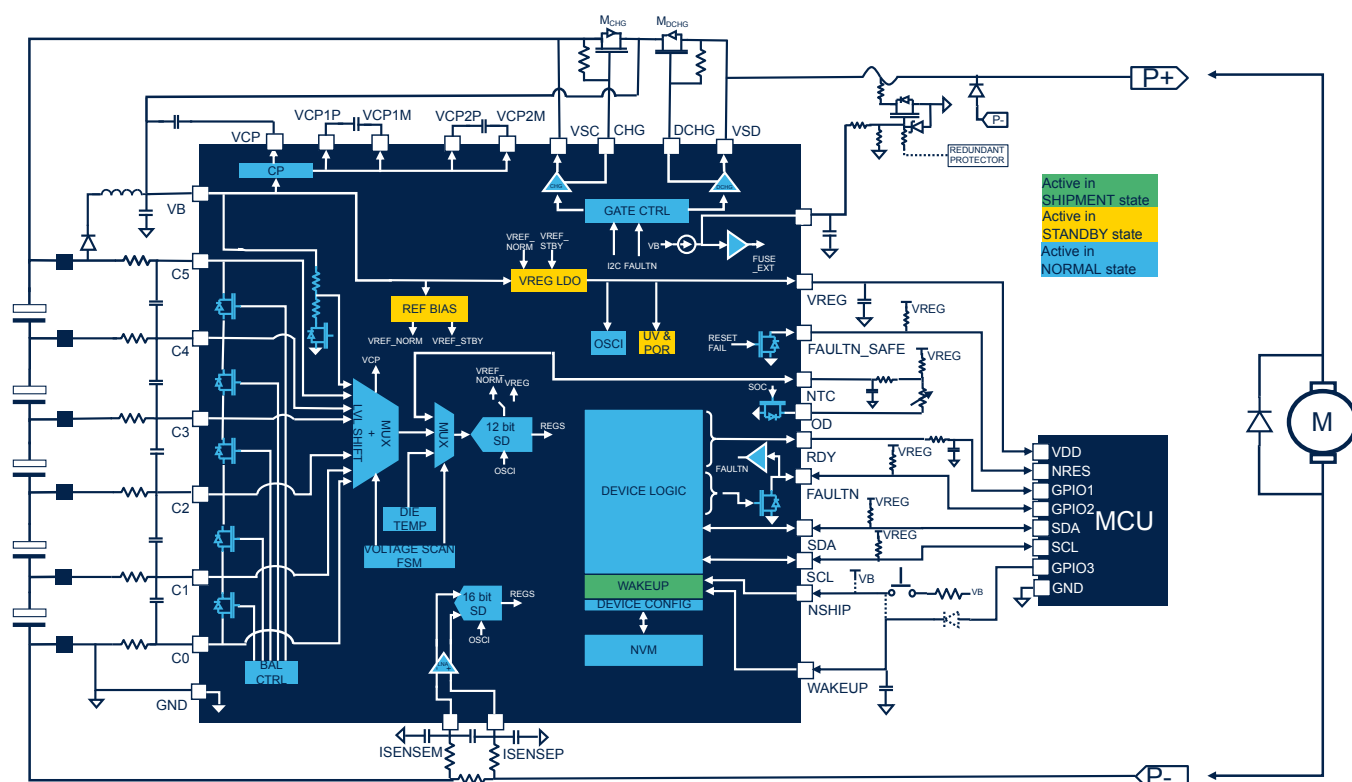 M CHG
M DCHG
P+
VCP
VCP1P
VCP1M
VCP2P
VCP2M
VSC
CHG
DCHG
VSD
P-
REDUNDANT
PROTECTOR
CP
CHG
DCHG
GATE CTRL
Active in
SHIPMENT state
Active in
STANDBY state
Active in
NORMAL state
VB
I2C
FAULTN
VB
FUSE
_EXT
VREF_
NORM
VREF_
STBY
VREG LDO
C5
VREG
REF BIAS
VREF_NORM
VREF_STBY
OSCI
UV &
POR
RESET
FAIL
VREG
FAULTN_SAFE
C4
VCP
VREF_
NORM
VREG
VREG
NTC
SOC
OD
C3
LVL SHIFT
+
MUX
MUX
12 bit
SD
REGS
OSCI
RDY
VREG
FAULTN
FAULTN
DEVICE LOGIC
M
C2
DIE
TEMP
VOLTAGE SCAN
FSM
VREG
SDA
VREG
SCL
MCU
VDD
NRES
GPIO1
GPIO2
SDA
SCL
GPIO3
GND
C1
16 bit
SD
REGS
OSCI
WAKEUP
DEVICE CONFIG
NVM
VB
NSHIP
VB
C0
BAL
CTRL
LNA
- +
WAKEUP
GND
ISENSEM
ISENSEP
P-